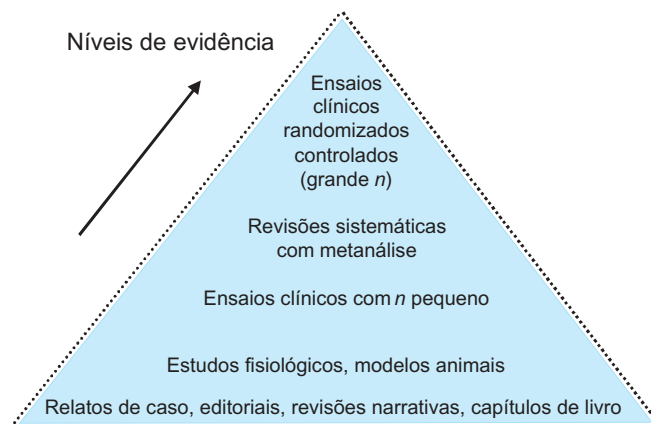 Níveis de evidência
Ensaios
clínicos
randomizados
controlados
(grande n)
Revisões sistemáticas
com metanálise
Ensaios clínicos com n pequeno
Estudos fisiológicos, modelos animais
Relatos de caso, editoriais, revisões narrativas, capítulos de livro